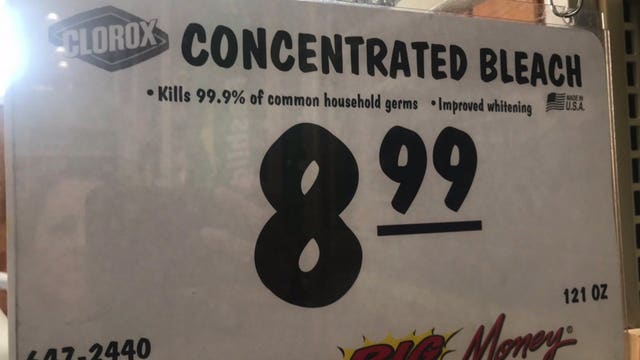 CLOROX
CONCENTRATED BLEACH
• Kills 99.9% of common household germs • Improved whitening MADE IN U.S.A.
8 99
121 OZ
647-2440
BIG Money®